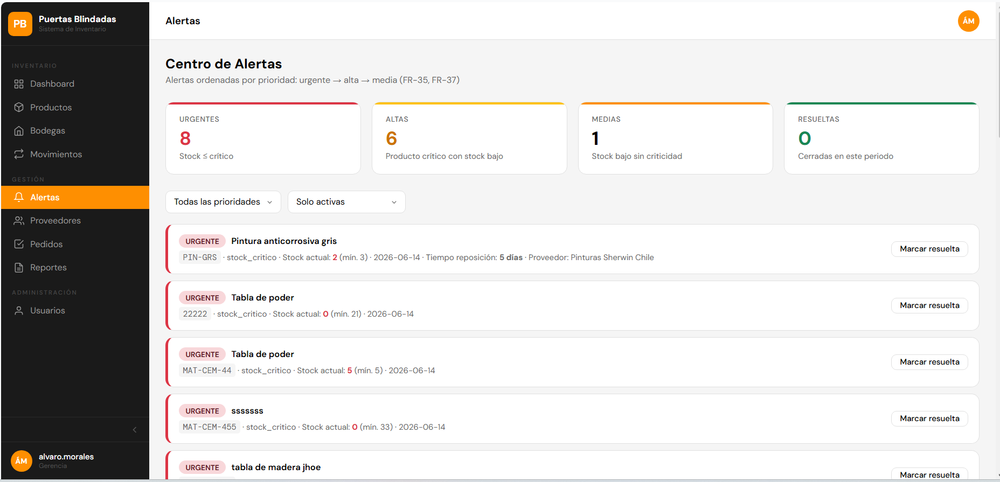 PB
Puertas Blindadas
Sistema de Inventario
INVENTARIO
Dashboard
Productos
Bodegas
Movimientos
GESTIÓN
Alertas
Proveedores
Pedidos
Reportes
ADMINISTRACIÓN
Usuarios
ÁM
alvaro.morales
Gerencia
Alertas
ÁM
Centro de Alertas
Alertas ordenadas por prioridad: urgente → alta → media (FR-35, FR-37)
URGENTES
8
Stock ≤ crítico
ALTAS
6
Producto crítico con stock bajo
MEDIAS
1
Stock bajo sin criticidad
RESUELTAS
0
Cerradas en este periodo
Todas las prioridades
Solo activas
URGENTE Pintura anticorrosiva gris
PIN-GRS · stock_critico · Stock actual: 2 (mín. 3) · 2026-06-14 · Tiempo reposición: 5 días · Proveedor: Pinturas Sherwin Chile
Marcar resuelta
URGENTE Tabla de poder
22222 · stock_critico · Stock actual: 0 (mín. 21) · 2026-06-14
Marcar resuelta
URGENTE Tabla de poder
MAT-CEM-44 · stock_critico · Stock actual: 5 (mín. 5) · 2026-06-14
Marcar resuelta
URGENTE sssssss
MAT-CEM-455 · stock_critico · Stock actual: 0 (mín. 33) · 2026-06-14
Marcar resuelta
URGENTE tabla de madera jhoe
Marcar resuelta